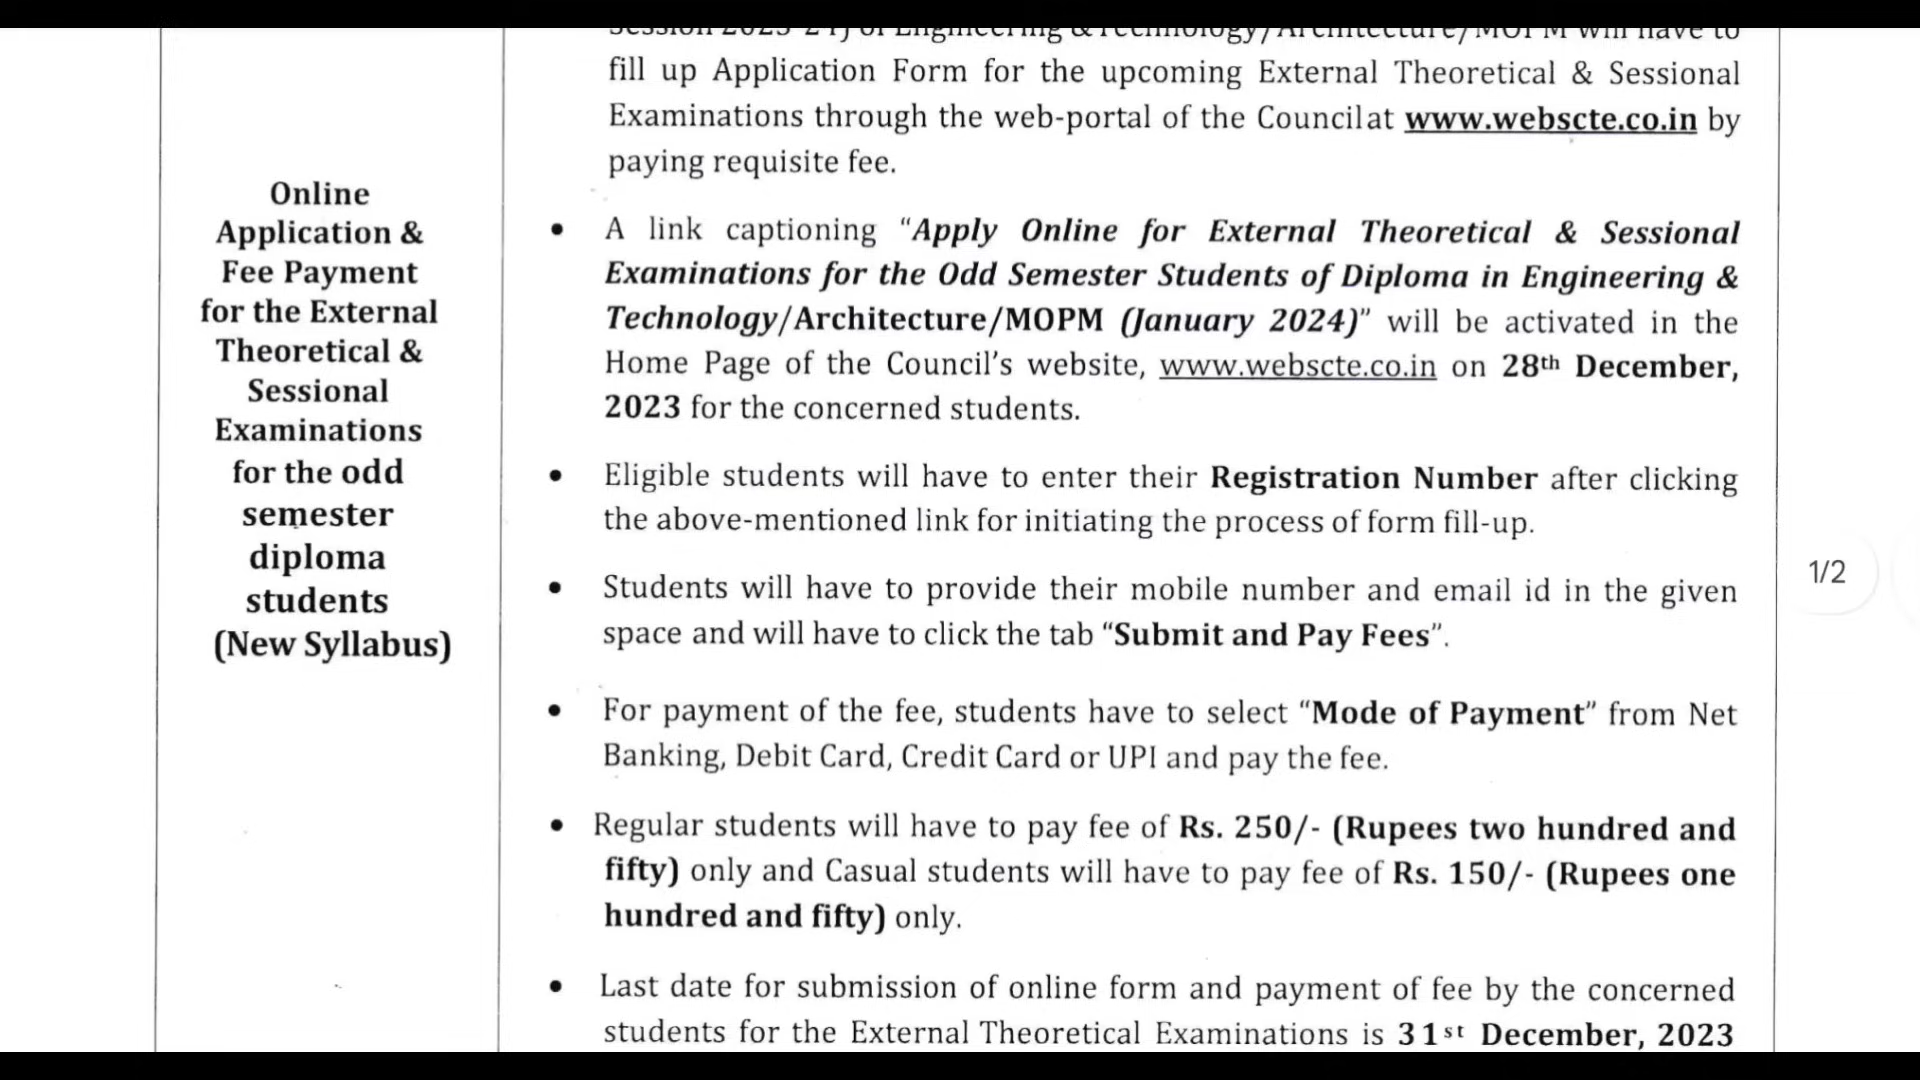 Session 2023-24) of Engineering &Technology/Architecture/MOPM will have to
fill up Application Form for the upcoming External Theoretical & Sessional
Examinations through the web-portal of the Councilat www.webscte.co.in by
paying requisite fee.
Online
Application &
Fee Payment
for the External
Theoretical &
Sessional
Examinations
for the odd
semester
diploma
students
(New Syllabus)
• A link captioning “Apply Online for External Theoretical & Sessional
Examinations for the Odd Semester Students of Diploma in Engineering &
Technology/Architecture/MOPM (January 2024)” will be activated in the
Home Page of the Council’s website, www.webscte.co.in on 28th December,
2023 for the concerned students.
• Eligible students will have to enter their Registration Number after clicking
the above-mentioned link for initiating the process of form fill-up.
• Students will have to provide their mobile number and email id in the given
space and will have to click the tab “Submit and Pay Fees”.
• For payment of the fee, students have to select “Mode of Payment” from Net
Banking, Debit Card, Credit Card or UPI and pay the fee.
• Regular students will have to pay fee of Rs. 250/- (Rupees two hundred and
fifty) only and Casual students will have to pay fee of Rs. 150/- (Rupees one
hundred and fifty) only.
• Last date for submission of online form and payment of fee by the concerned
students for the External Theoretical Examinations is 31st December, 2023
1/2